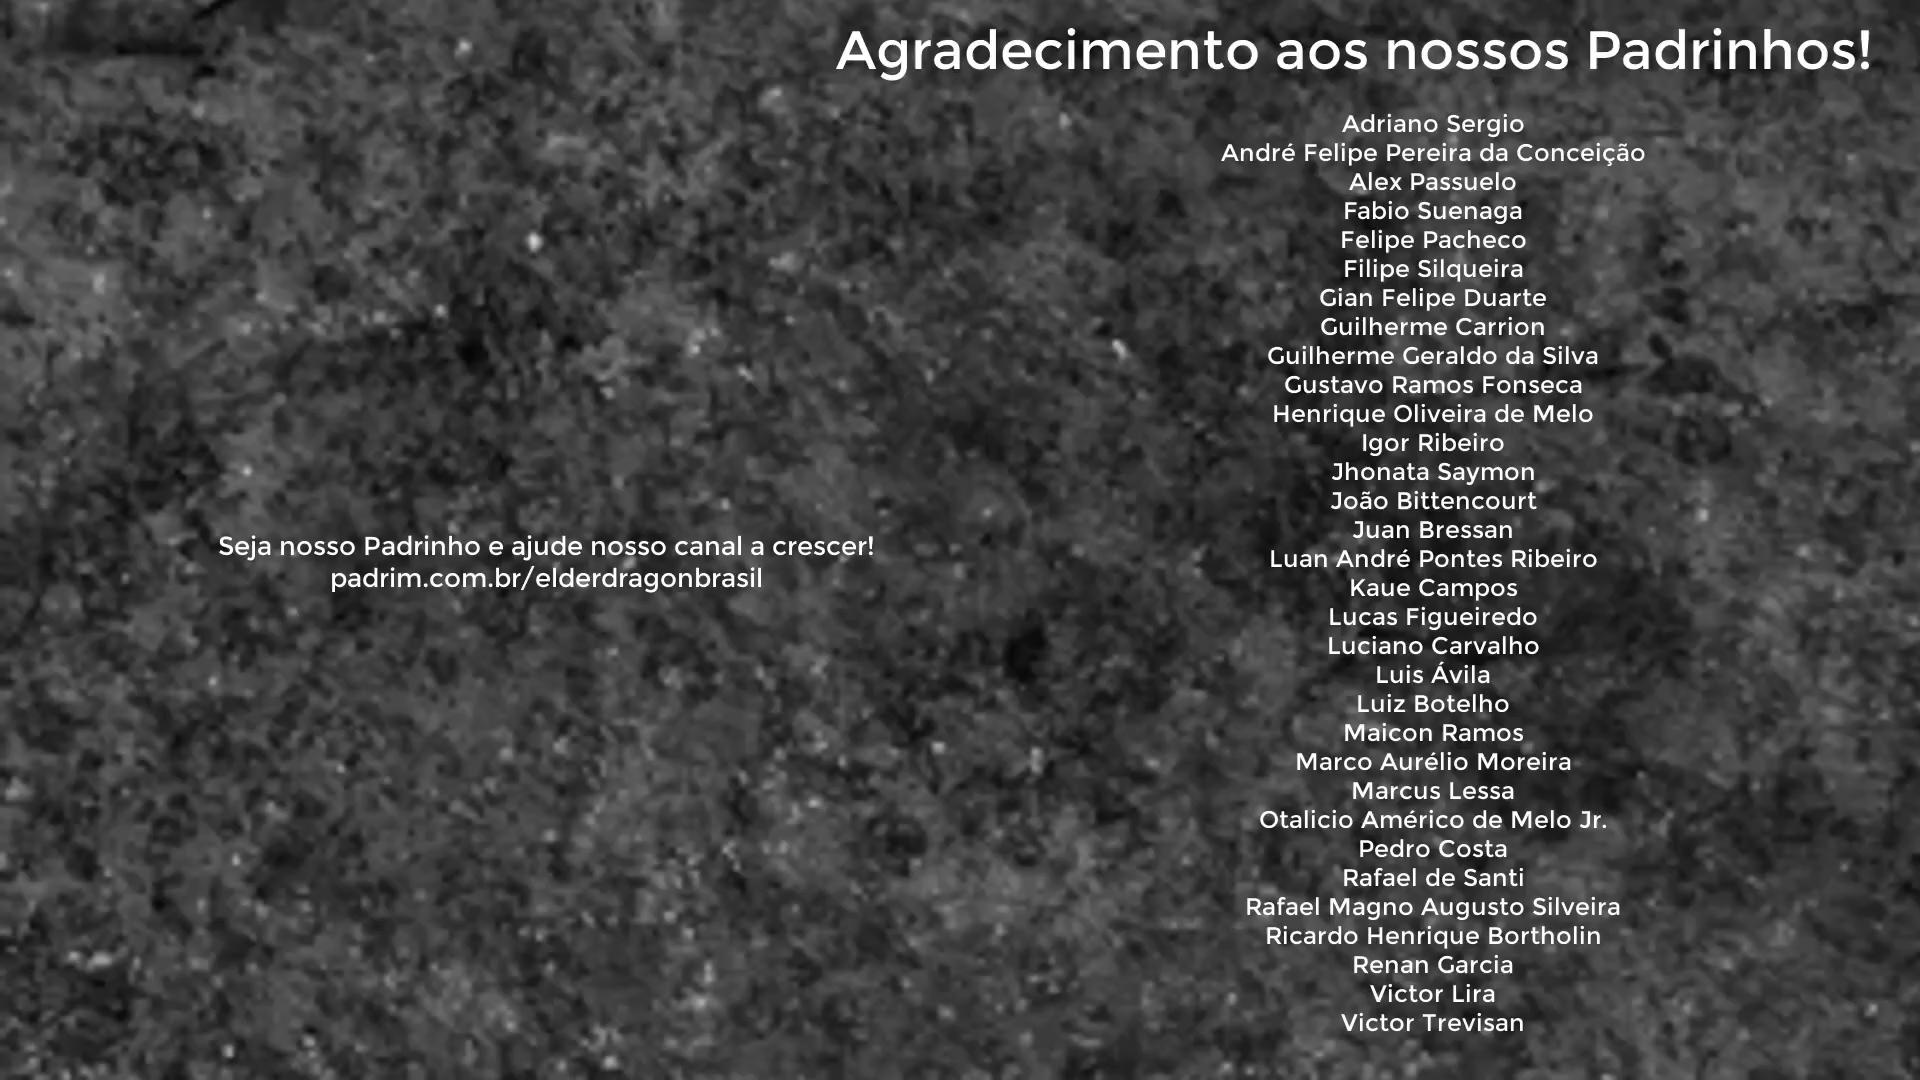 Agradecimento aos nossos Padrinhos!
Adriano Sergio
André Felipe Pereira da Conceição
Alex Passuelo
Fabio Suenaga
Felipe Pacheco
Filipe Silqueira
Gian Felipe Duarte
Guilherme Carrion
Guilherme Geraldo da Silva
Gustavo Ramos Fonseca
Henrique Oliveira de Melo
Igor Ribeiro
Jhonata Saymon
João Bittencourt
Juan Bressan
Luan André Pontes Ribeiro
Kaue Campos
Lucas Figueiredo
Luciano Carvalho
Luis Ávila
Luiz Botelho
Maicon Ramos
Marco Aurélio Moreira
Marcus Lessa
Otalicio Américo de Melo Jr.
Pedro Costa
Rafael de Santi
Rafael Magno Augusto Silveira
Ricardo Henrique Bortholin
Renan Garcia
Victor Lira
Victor Trevisan
Seja nosso Padrinho e ajude nosso canal a crescer!
padrim.com.br/elderdragonbrasil